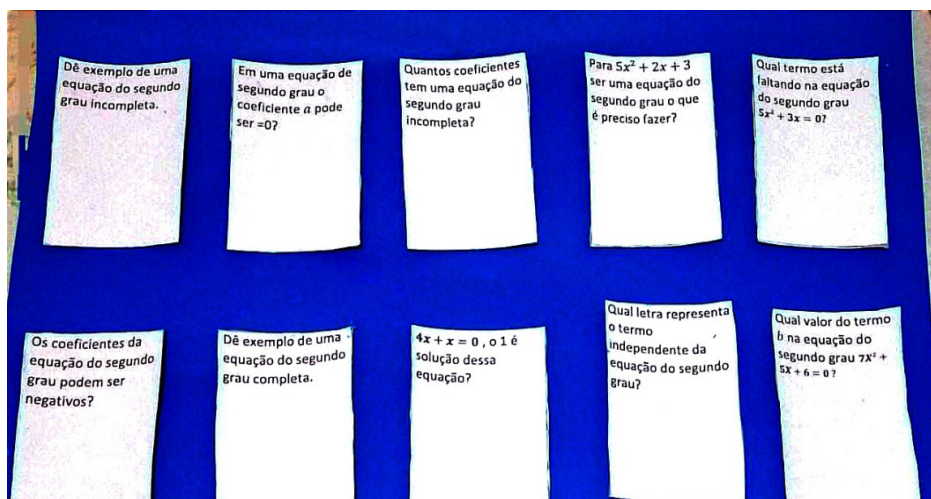 Dê exemplo de uma
equação do segundo
grau incompleta.
Em uma equação de
segundo grau o
coeficiente a pode
ser =0?
Quantos coeficientes
tem uma equação do
segundo grau
incompleta?
Para 5x² + 2x + 3
ser uma equação do
segundo grau o que
é preciso fazer?
Qual termo está
faltando na equação
do segundo grau
5x² + 3x = 0?
Os coeficientes da
equação do segundo
grau podem ser
negativos?
Dê exemplo de uma
equação do segundo
grau completa.
4x + x = 0 , o 1 é
solução dessa
equação?
Qual letra representa
o termo
independente da
equação do segundo
grau?
Qual valor do termo
b na equação do
segundo grau 7X² +
5X + 6 = 0 ?